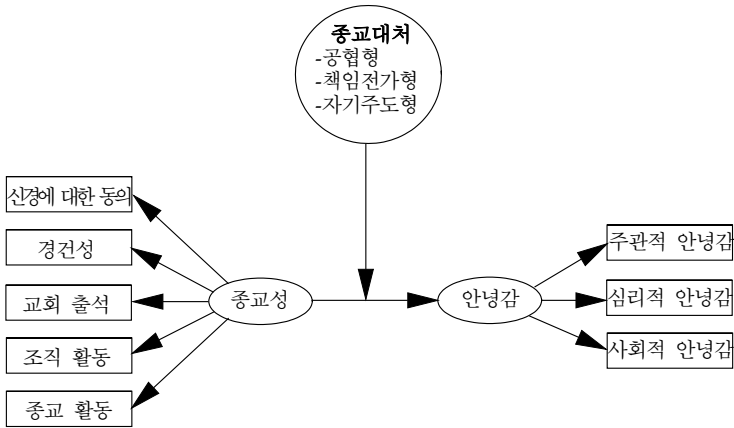 종교대처
-공협형
-책임전가형
-자기주도형
신경에 대한 동의
경건성
교회 출석
조직 활동
종교 활동
종교성
안녕감
주관적 안녕감
심리적 안녕감
사회적 안녕감